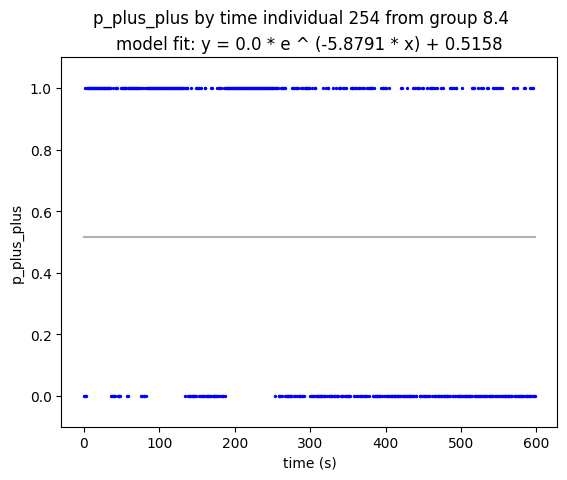 p_plus_plus by time individual 254 from group 8.4
model fit: y = 0.0 * e ^ (-5.8791 * x) + 0.5158
1.0
0.8
0.6
0.4
0.2
0.0
p_plus_plus
0 100 200 300 400 500 600
time (s)